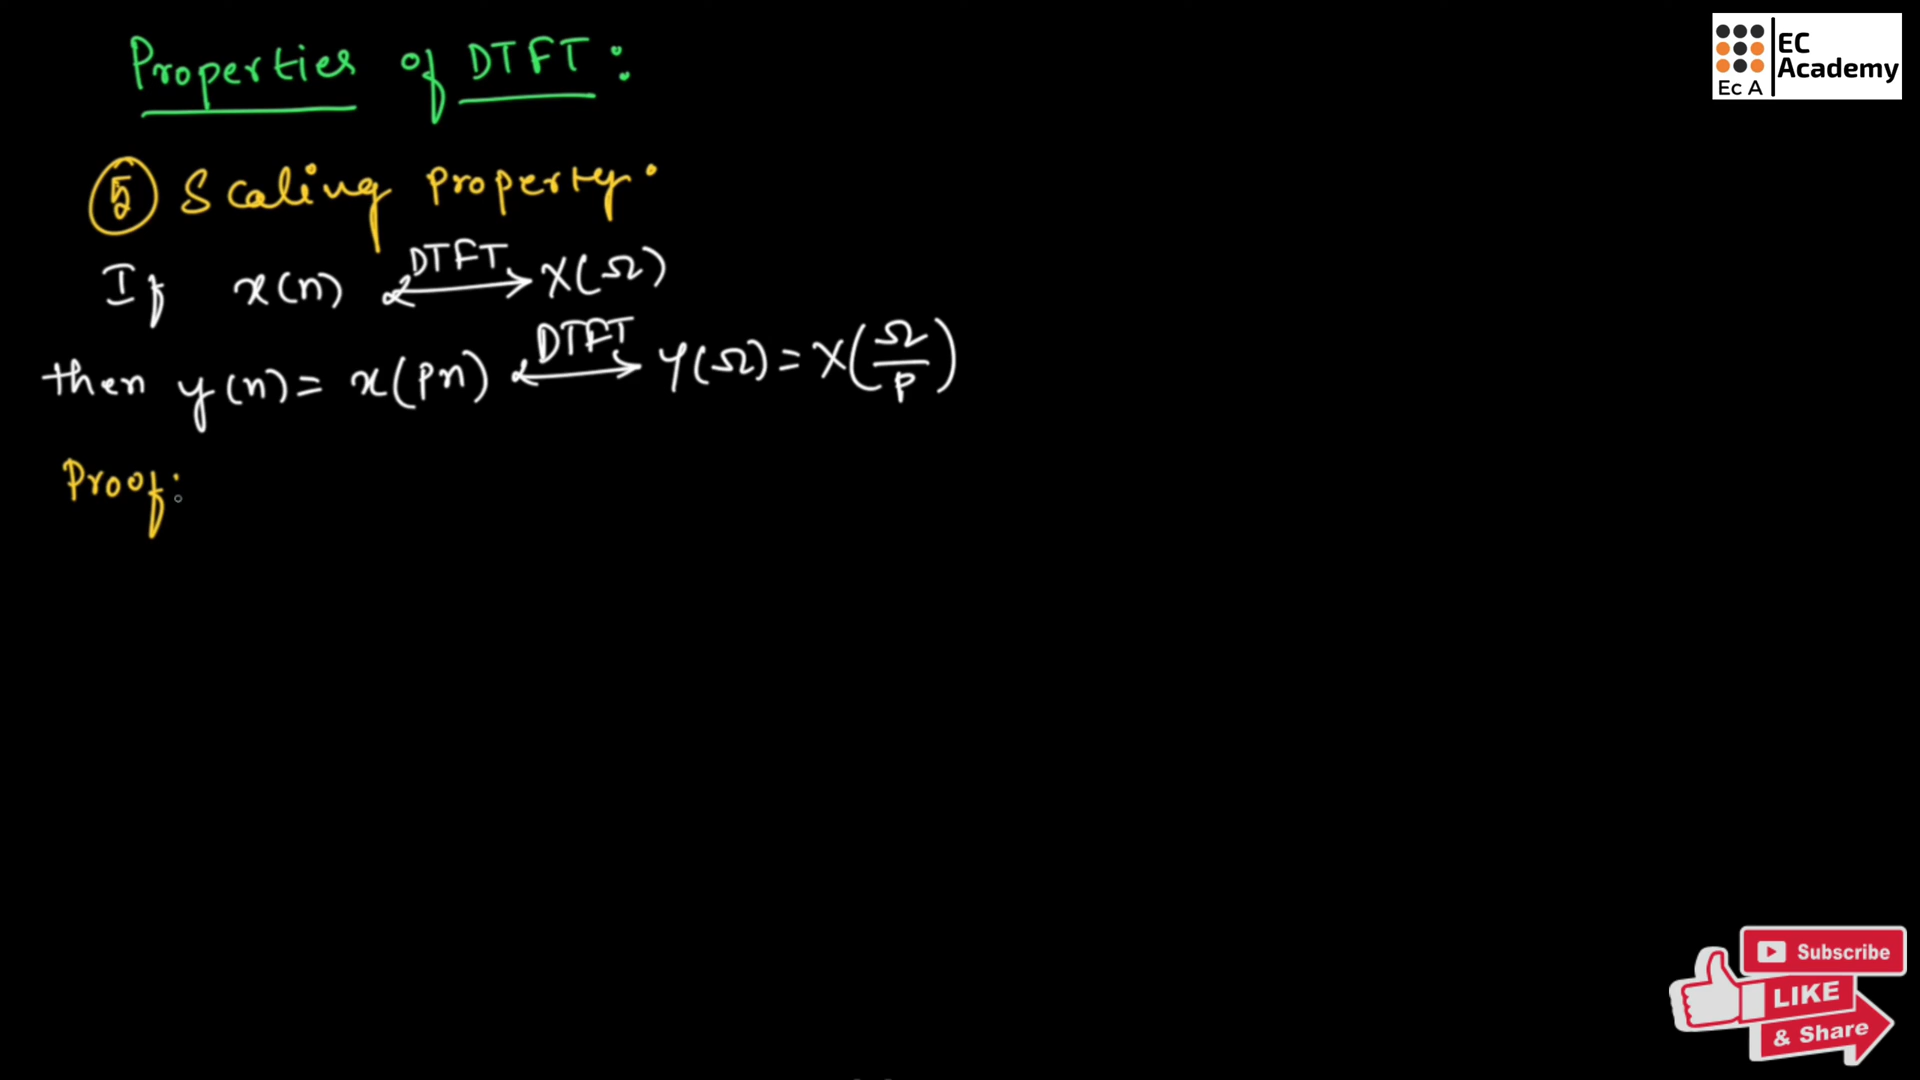 Properties of DTFT:
EC Academy
Ec A
5 Scaling property:
If x(n) DTFT ⟷ X(Ω)
then y(n) = x(pn) DTFT ⟷ Y(Ω) = X(Ω/p)
Proof:
Subscribe
LIKE
& Share